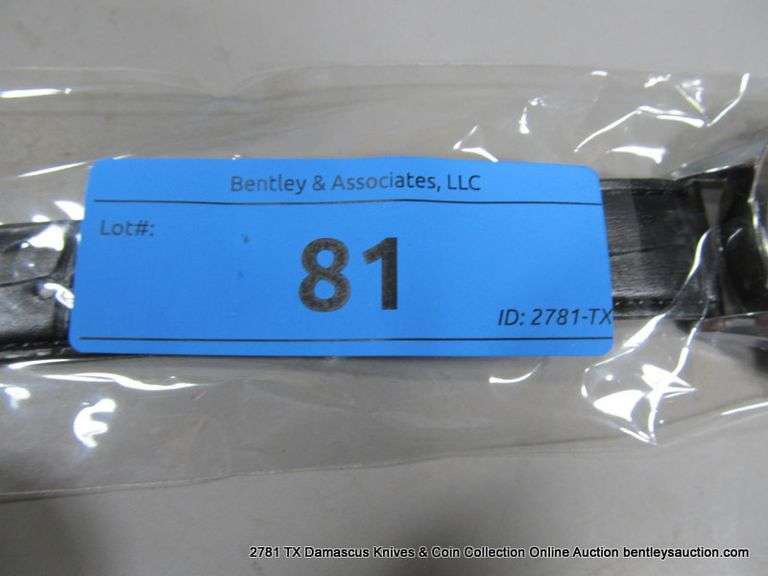 Bentley & Associates, LLC
Lot#:
81
ID: 2781-TX
2781 TX Damascus Knives & Coin Collection Online Auction bentleysauction.com